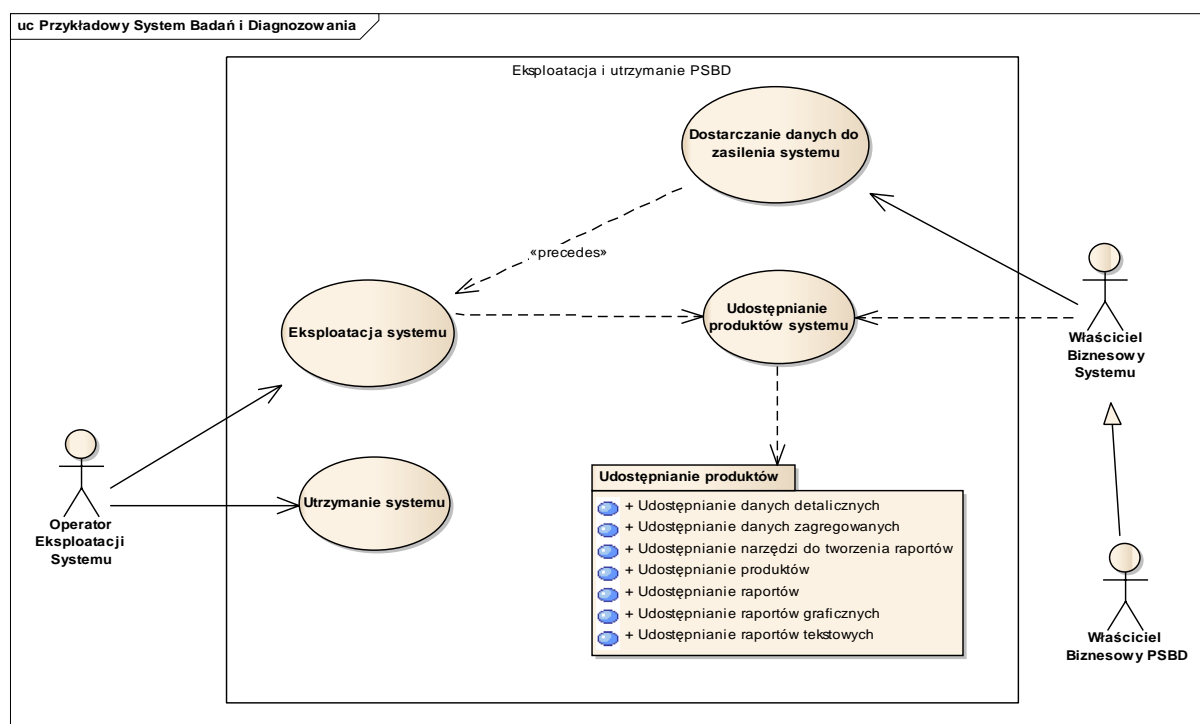 uc Przykładowy System Badań i Diagnozowania
Eksploatacja i utrzymanie PSBD
Dostarczanie danych do
zasilenia systemu
«precedes»
Eksploatacja systemu
Udostępnianie
produktów systemu
Właściciel
Biznesowy
Systemu
Utrzymanie systemu
Operator
Eksploatacji
Systemu
Udostępnianie produktów
+ Udostępnianie danych detalicznych
+ Udostępnianie danych zagregowanych
+ Udostępnianie narzędzi do tworzenia raportów
+ Udostępnianie produktów
+ Udostępnianie raportów
+ Udostępnianie raportów graficznych
+ Udostępnianie raportów tekstowych
Właściciel
Biznesowy PSBD